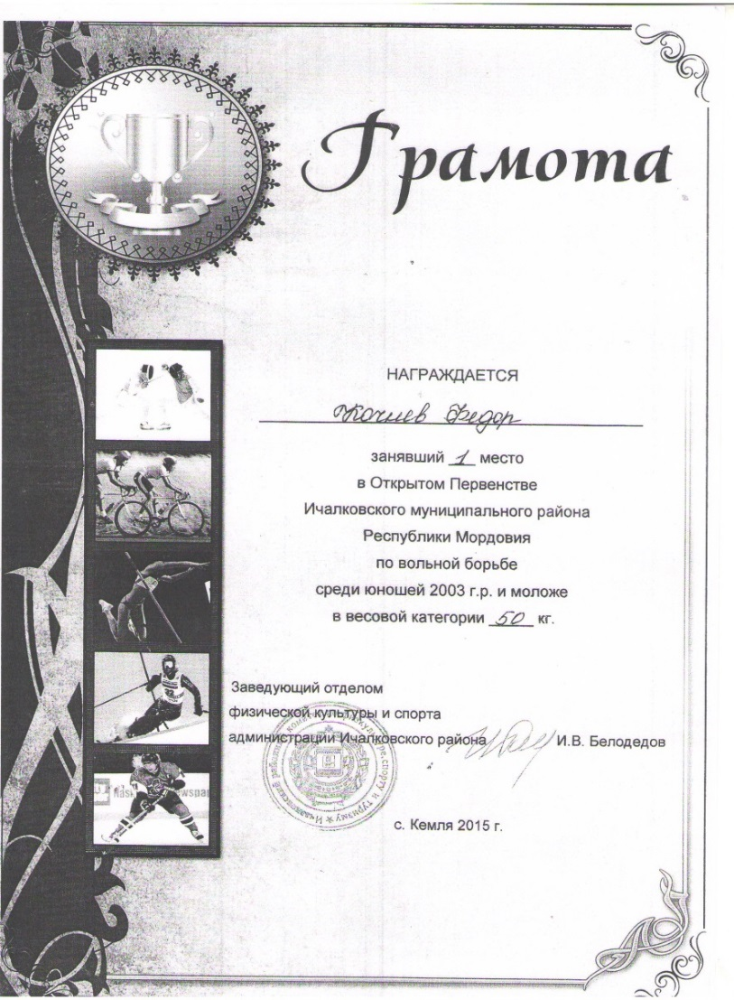 Грамота
НАГРАЖДАЕТСЯ
Федор
занявший 1 место
в Открытом Первенстве
Ичалковского муниципального района
Республики Мордовия
по вольной борьбе
среди юношей 2003 г.р. и моложе
в весовой категории 50 кг.
Заведующий отделом
физической культуры и спорта
администрации Ичалковского района И.В. Белодедов
с. Кемля 2015 г.